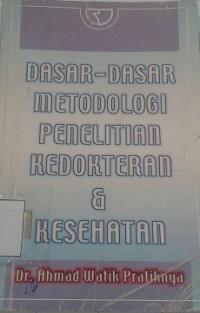 DASAR-DASAR
METODOLOGI
PENELITIAN
KEDOKTERAN
&
KESEHATAN
Dr. Ahmad Watik Pratiknya